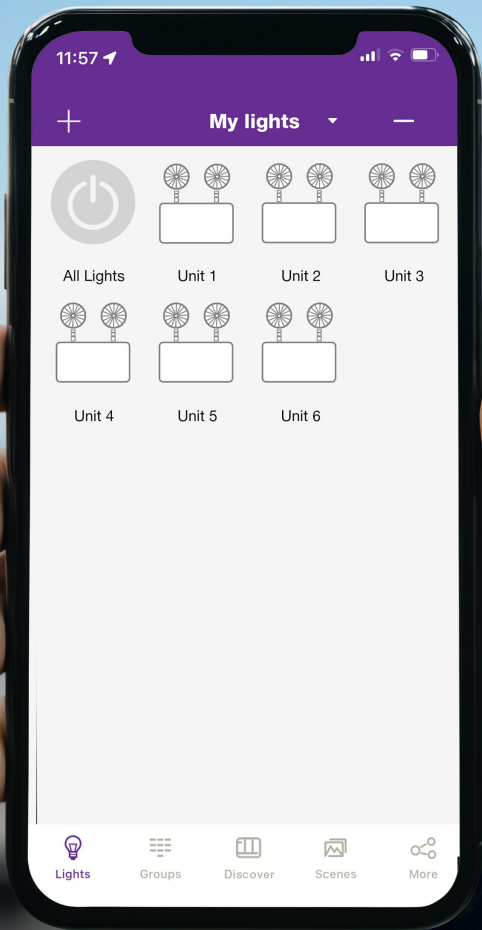 11:57
My lights
All Lights
Unit 1
Unit 2
Unit 3
Unit 4
Unit 5
Unit 6
Lights
Groups
Discover
Scenes
More